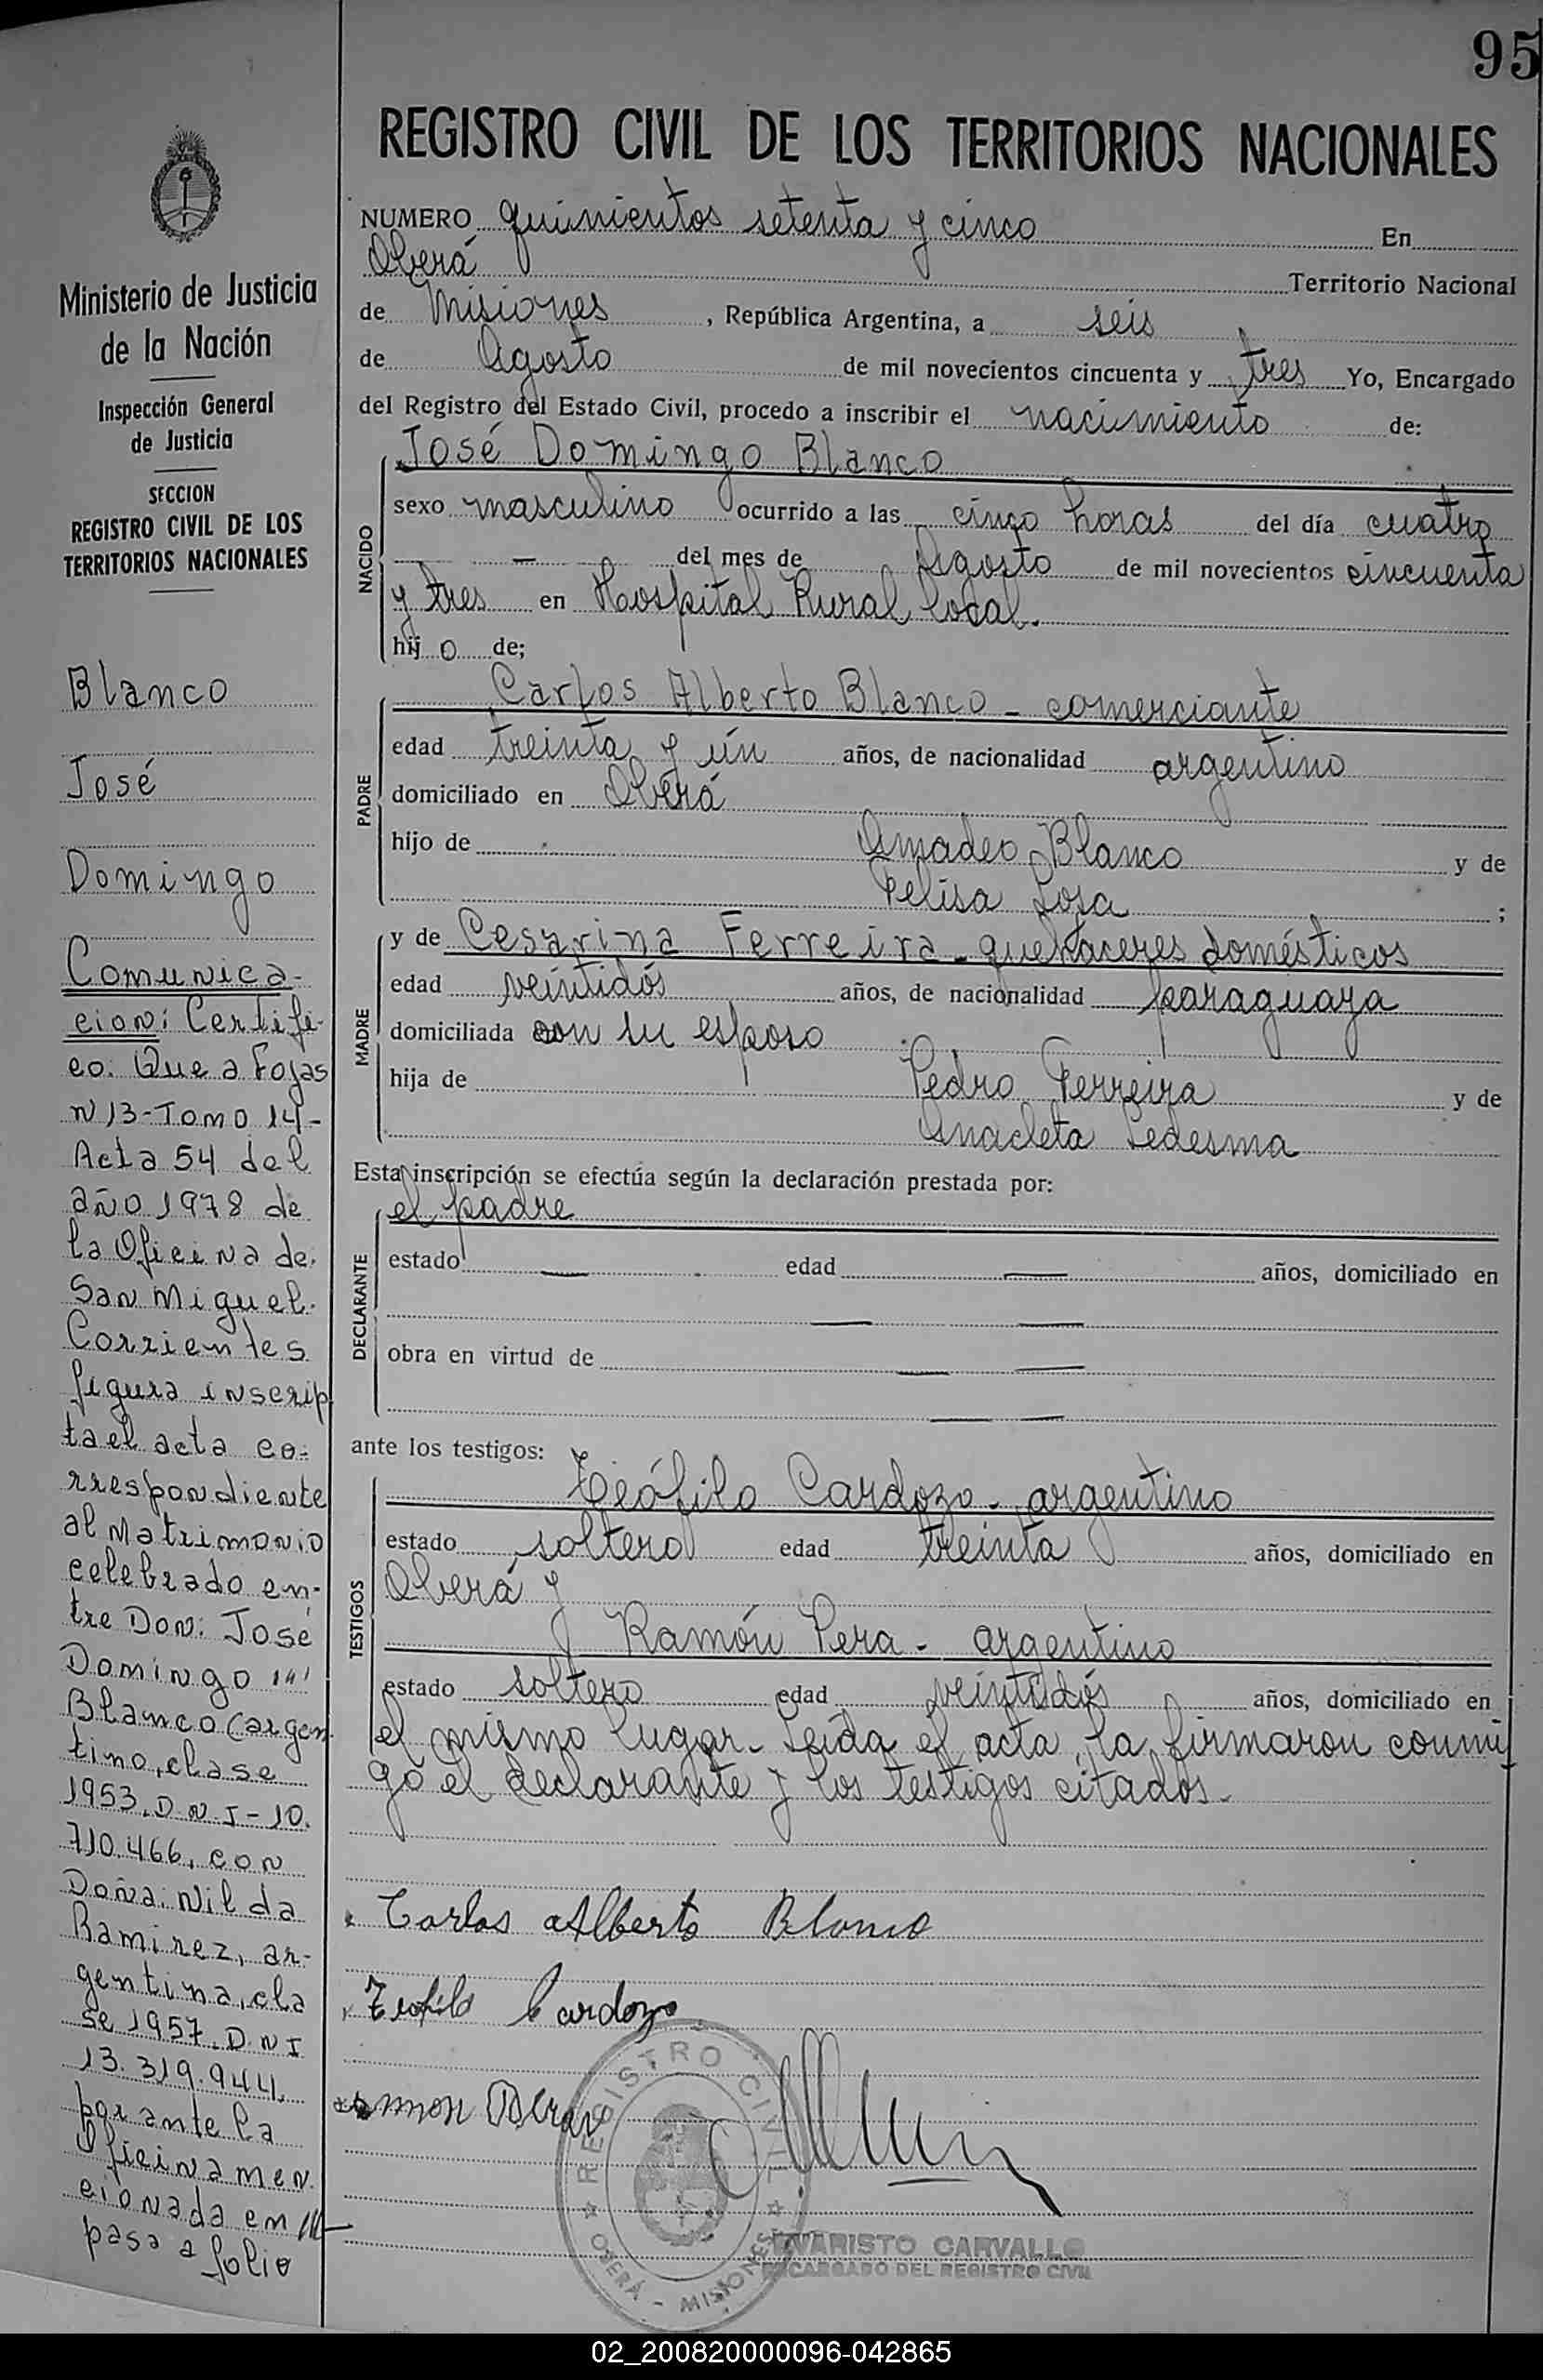 95
REGISTRO CIVIL DE LOS TERRITORIOS NACIONALES
NUMERO quinientos setenta y cinco En
Oberá Territorio Nacional
de Misiones, República Argentina, a seis
de Agosto de mil novecientos cincuenta y tres Yo, Encargado
del Registro del Estado Civil, procedo a inscribir el nacimiento de:
NACIDO
José Domingo Blanco
sexo masculino ocurrido a las cinco horas del día cuatro
— del mes de Agosto de mil novecientos cincuenta
y tres en Hospital Rural local.
hij o de;
PADRE
Carlos Alberto Blanco - comerciante
edad treinta y ún años, de nacionalidad argentino
domiciliado en Oberá
hijo de Amadeo Blanco y de
Felisa Sosa ;
MADRE
y de Cesarina Ferreira - quehaceres domésticos
edad veintidós años, de nacionalidad paraguaya
domiciliada con su esposo
hija de Pedro Ferreira y de
Anacleta Ledesma
Esta inscripción se efectúa según la declaración prestada por:
DECLARANTE
el padre
estado — edad — años, domiciliado en
— —
obra en virtud de — —
— —
ante los testigos:
TESTIGOS
Teófilo Cardozo - argentino
estado soltero edad treinta años, domiciliado en
Oberá y
Ramón Pera - argentino
estado soltero edad veintidós años, domiciliado en
el mismo lugar - Leída el acta, la firmaron conmi
go el declarante y los testigos citados.
Carlos Alberto Blanco
Teofilo Cardozo
REGISTRO CIVIL
OBERÁ - MISIONES
EVARISTO CARVALLO
ENCARGADO DEL REGISTRO CIVIL
Ministerio de Justicia
de la Nación
Inspección General
de Justicia
SECCION
REGISTRO CIVIL DE LOS
TERRITORIOS NACIONALES
Blanco
José
Domingo
Comunica-
cion: Certifi-
co: Que a Fojas
Nº 13-Tomo 14-
Acta 54 del
año 1978 de
la Oficina de
San Miguel-
Corrientes
figura inscrip
ta el acta co-
rrespondiente
al Matrimonio
celebrado en-
tre Don: José
Domingo
Blanco (argen
tino, clase
1953, D.N.I-10.
710.466, con
Doña: Nilda
Ramirez, ar-
gentina, cla
se 1957. D N I
13.319.944.
por ante la
Oficina men
cionada en
pasa a folio
02_200820000096-042865